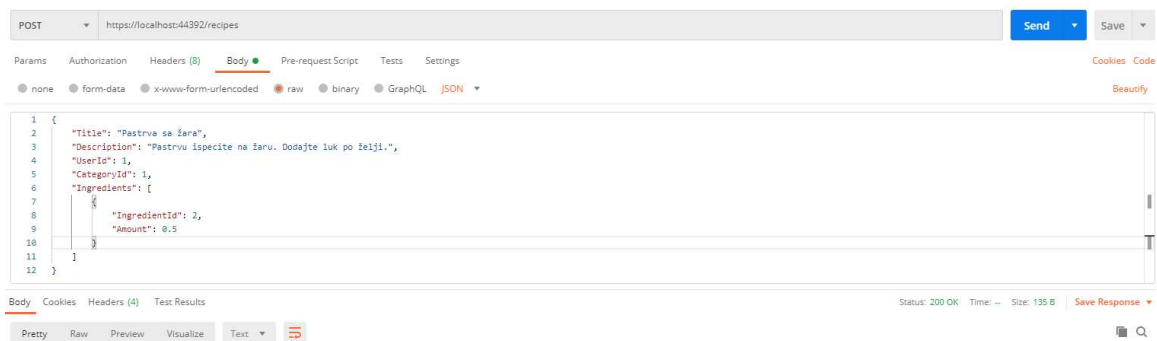 POST https://localhost:44392/recipes Send Save
Params Authorization Headers (8) Body Pre-request Script Tests Settings Cookies Code
none form-data x-www-form-urlencoded raw binary GraphQL JSON Beautify
1 {
2 "Title": "Pastrva sa žara",
3 "Description": "Pastrvu ispecite na žaru. Dodajte luk po želji.",
4 "UserId": 1,
5 "CategoryId": 1,
6 "Ingredients": [
7 {
8 "IngredientId": 2,
9 "Amount": 0.5
10 }
11 ]
12 }
Body Cookies Headers (4) Test Results Status: 200 OK Time: -- Size: 135 B Save Response
Pretty Raw Preview Visualize Text